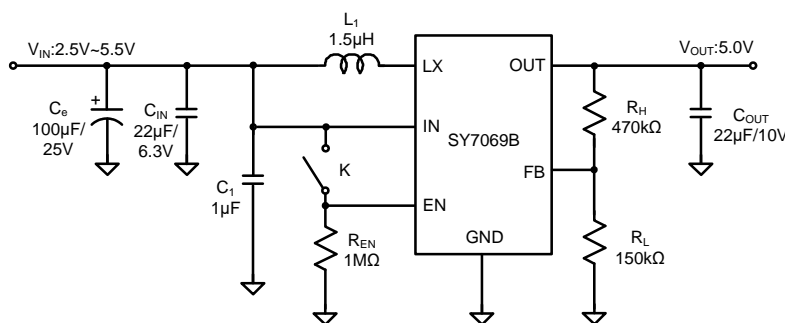 L1
1.5µH
VIN:2.5V~5.5V
VOUT:5.0V
LX
OUT
Ce
+
100µF/
25V
CIN
22µF/
6.3V
RH
470kΩ
COUT
22µF/10V
IN
SY7069B
C1
1µF
K
FB
EN
REN
1MΩ
GND
RL
150kΩ